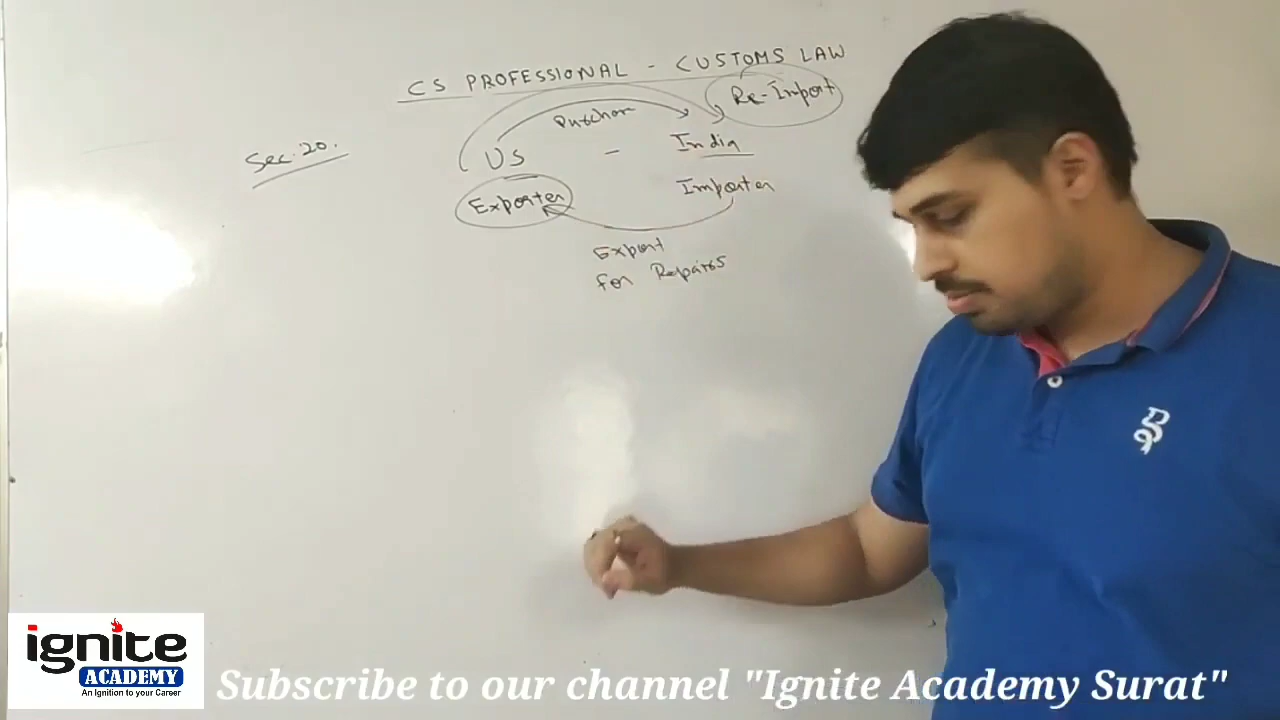 CS PROFESSIONAL - CUSTOMS LAW
Re-Import
Sec. 20.
US - India
Exporter
Importer
Export
for Repairs
ignite
ACADEMY
An Ignition to your Career
Subscribe to our channel "Ignite Academy Surat"